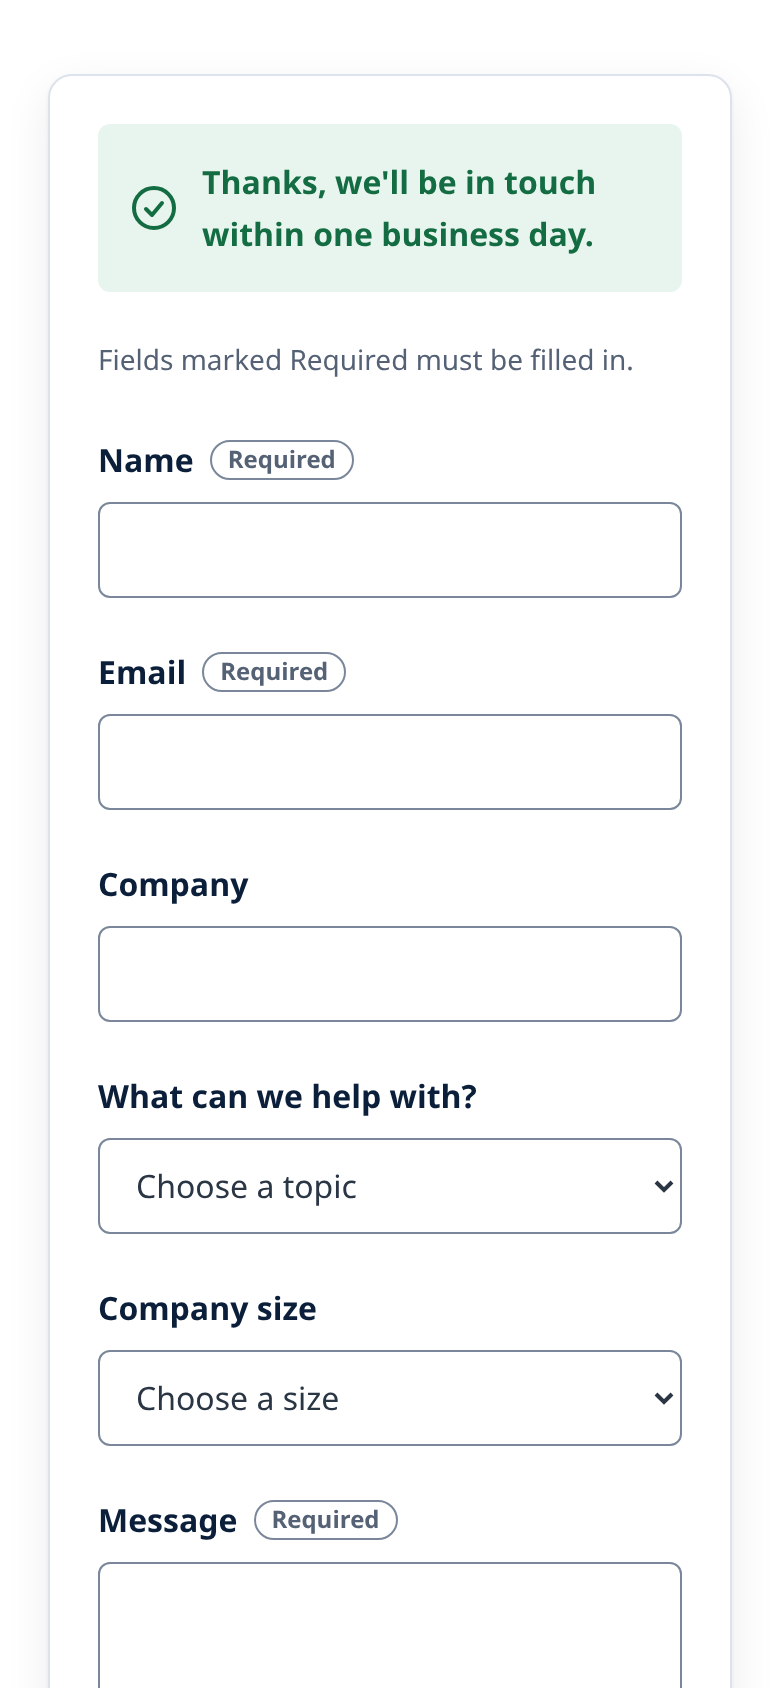 Thanks, we'll be in touch
within one business day.
Fields marked Required must be filled in.
Name Required
Email Required
Company
What can we help with?
Choose a topic
Company size
Choose a size
Message Required